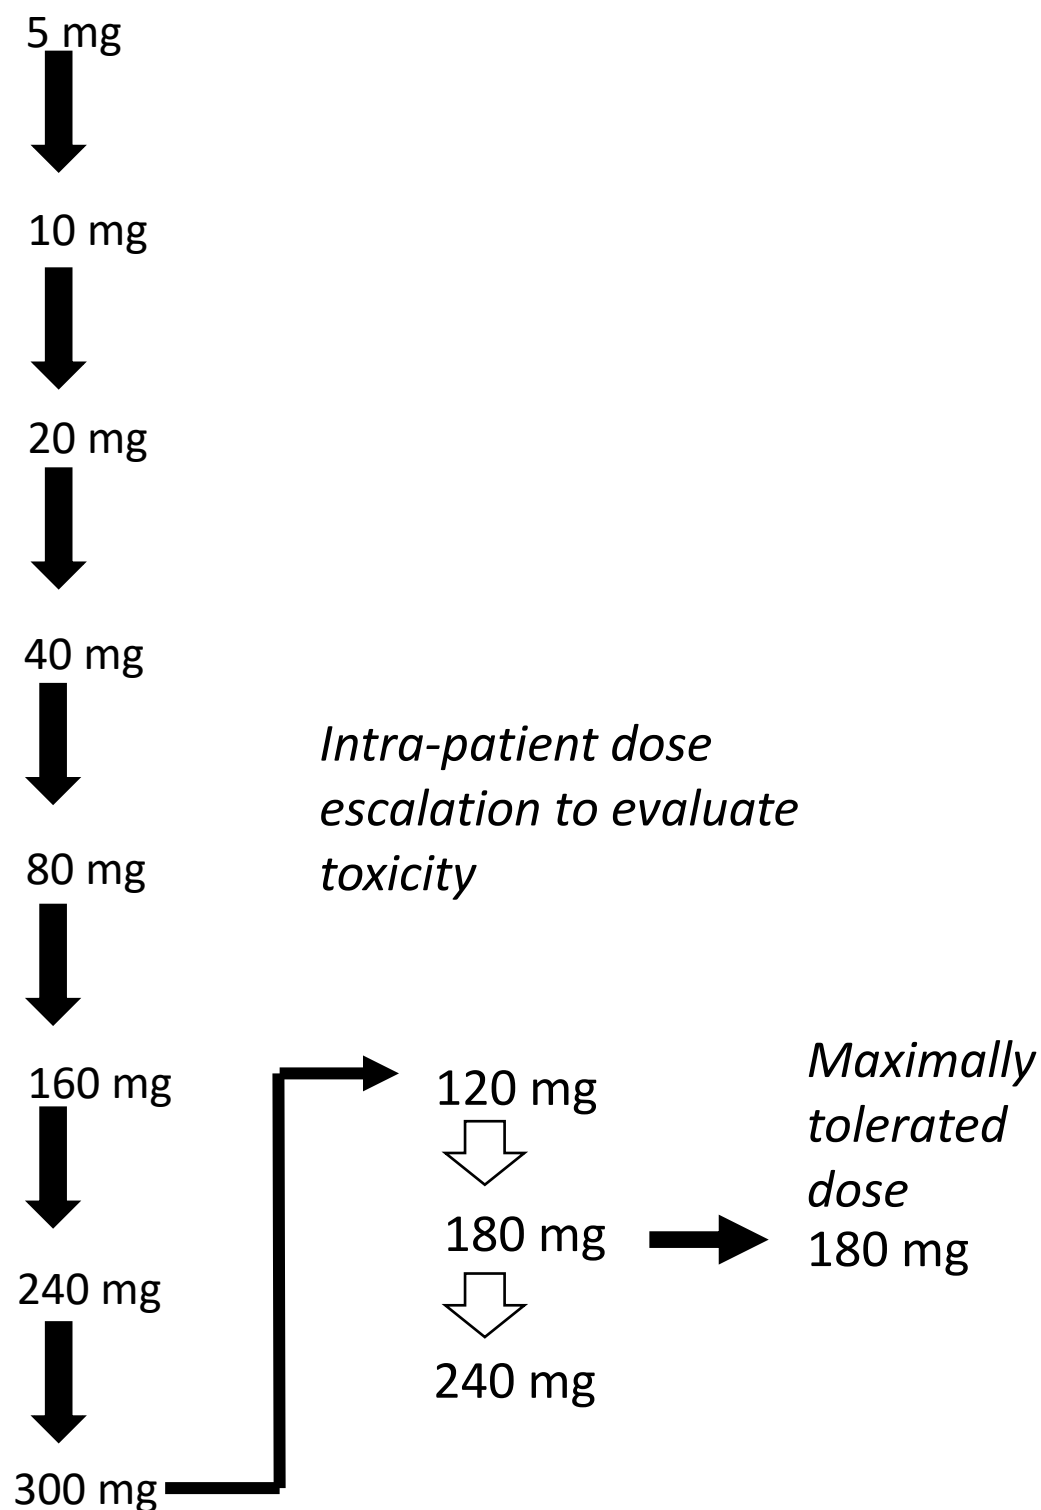 5 mg
10 mg
20 mg
40 mg
80 mg
160 mg
240 mg
300 mg
Intra-patient dose
escalation to evaluate
toxicity
120 mg
180 mg
240 mg
Maximally
tolerated
dose
180 mg